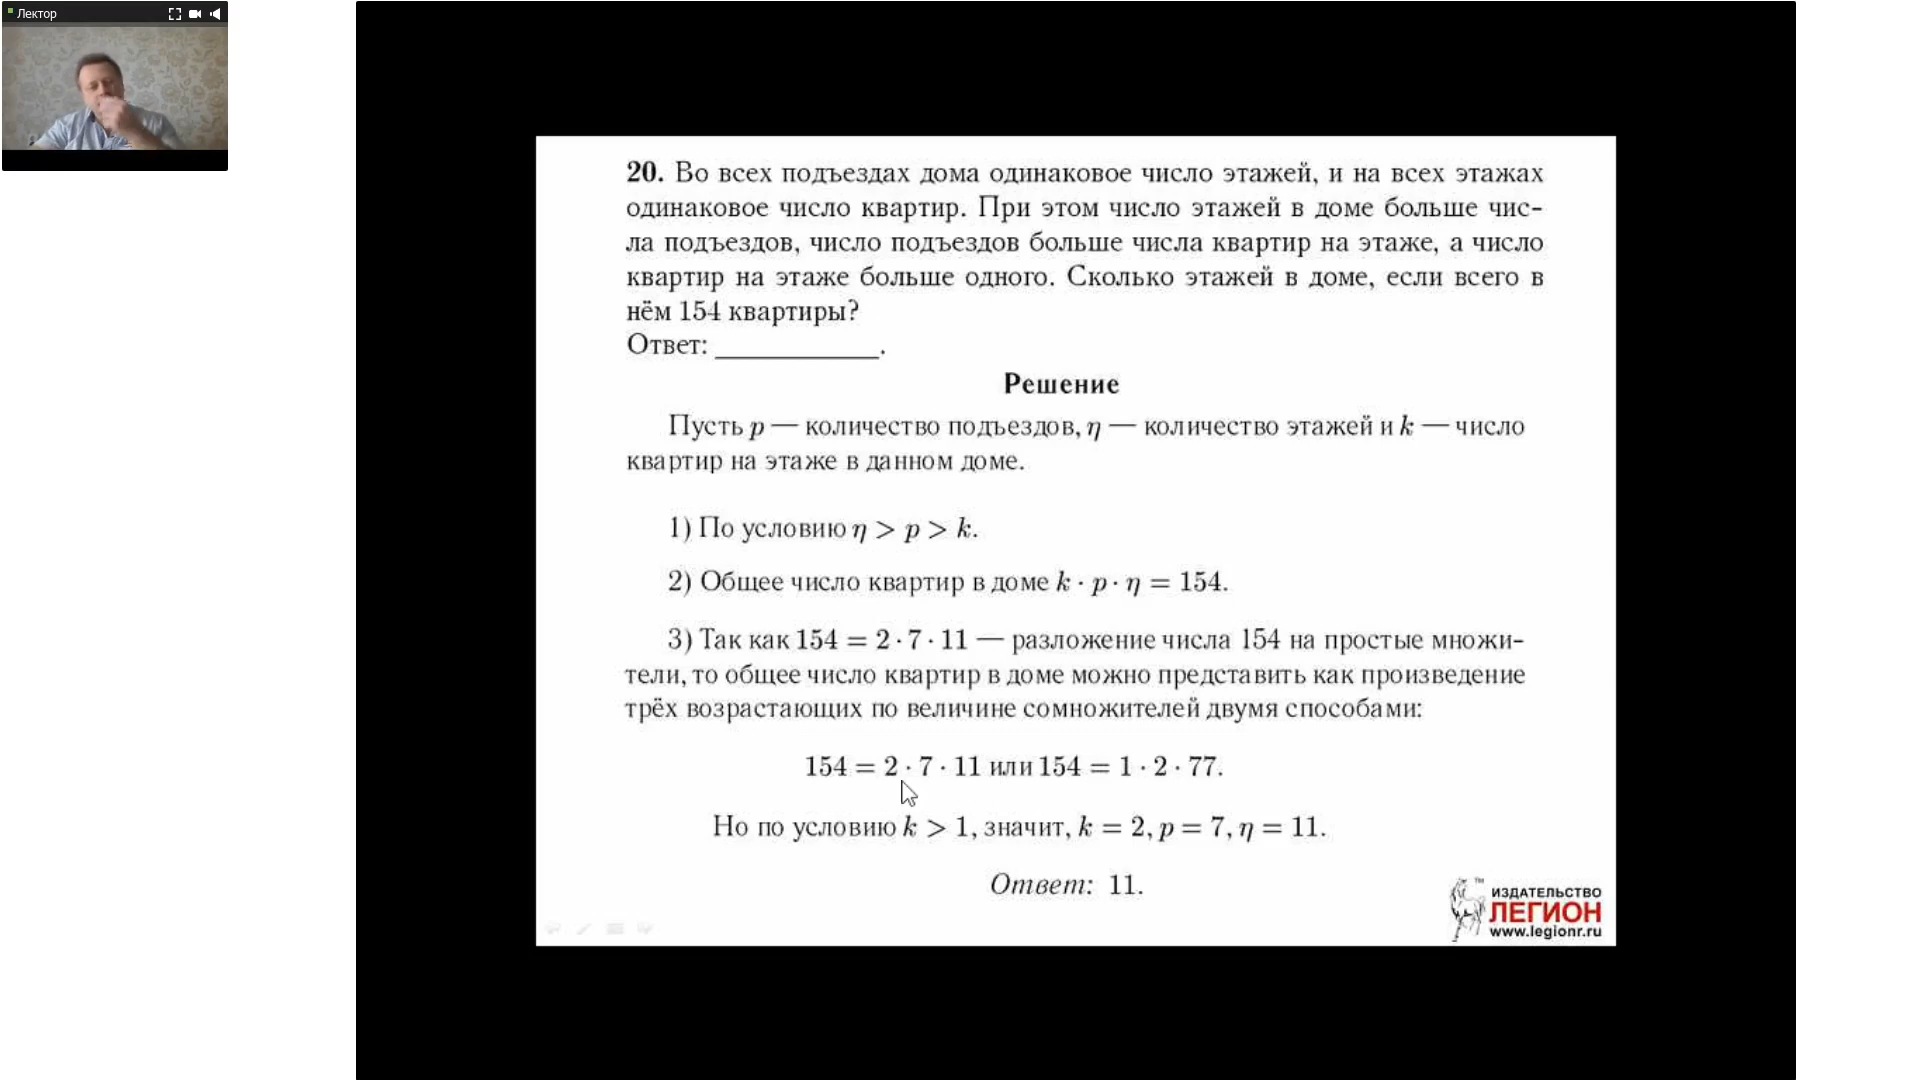 Лектор
20. Во всех подъездах дома одинаковое число этажей, и на всех этажах
одинаковое число квартир. При этом число этажей в доме больше чис-
ла подъездов, число подъездов больше числа квартир на этаже, а число
квартир на этаже больше одного. Сколько этажей в доме, если всего в
нём 154 квартиры?
Ответ: ____________.
Решение
Пусть p — количество подъездов, η — количество этажей и k — число
квартир на этаже в данном доме.
1) По условию η > p > k.
2) Общее число квартир в доме k · p · η = 154.
3) Так как 154 = 2 · 7 · 11 — разложение числа 154 на простые множи-
тели, то общее число квартир в доме можно представить как произведение
трёх возрастающих по величине сомножителей двумя способами:
154 = 2 · 7 · 11 или 154 = 1 · 2 · 77.
Но по условию k > 1, значит, k = 2, p = 7, η = 11.
Ответ: 11.
TM
ИЗДАТЕЛЬСТВО
ЛЕГИОН
www.legionr.ru